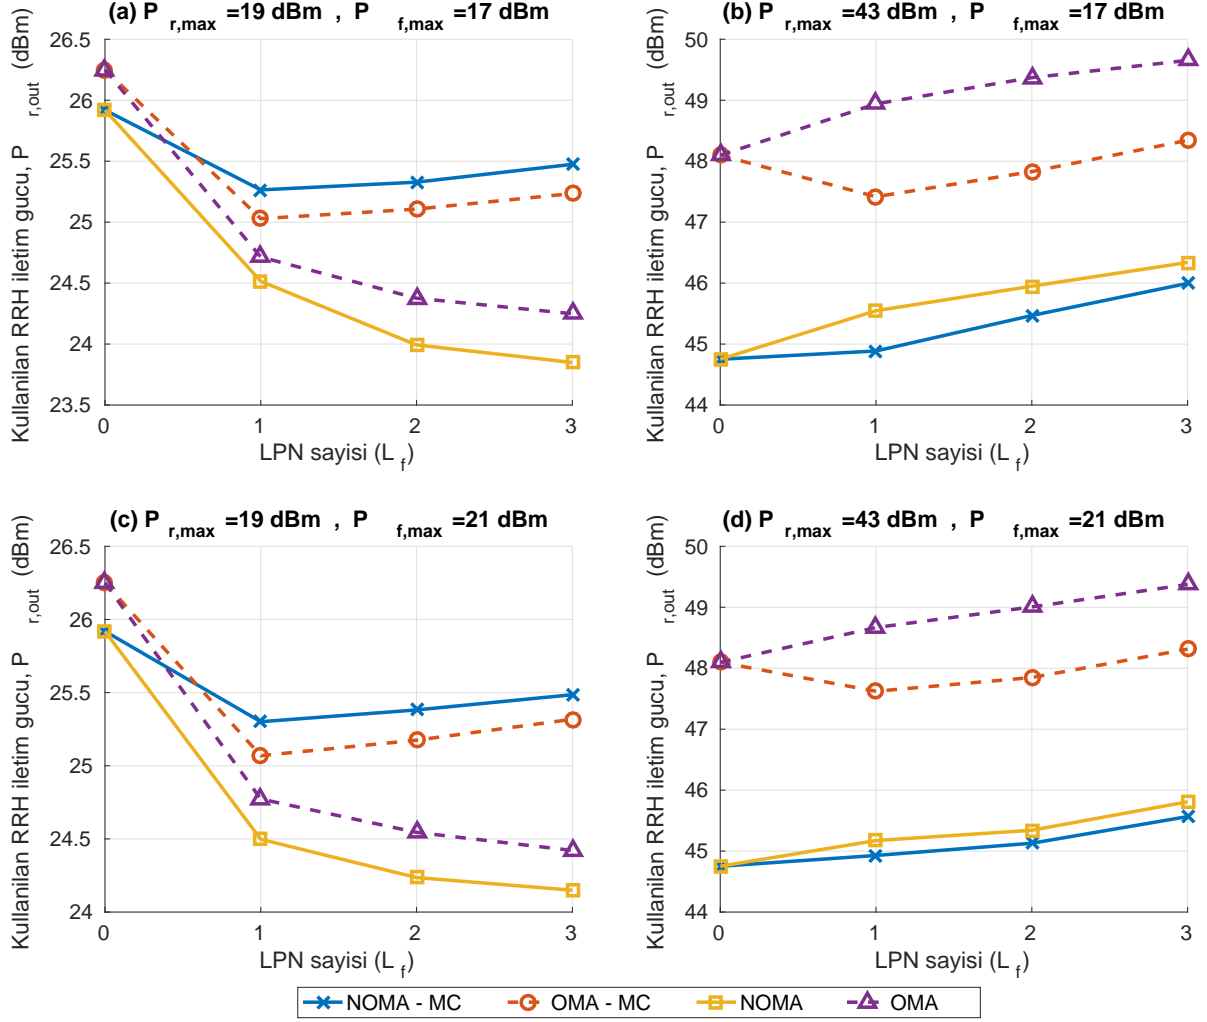 (a) P r,max =19 dBm , P f,max =17 dBm
Kullanilan RRH iletim gucu, P r,out (dBm)
26.5
26
25.5
25
24.5
24
23.5
0 1 2 3
LPN sayisi (L f)
(b) P r,max =43 dBm , P f,max =17 dBm
Kullanilan RRH iletim gucu, P r,out (dBm)
50
49
48
47
46
45
44
0 1 2 3
LPN sayisi (L f)
(c) P r,max =19 dBm , P f,max =21 dBm
Kullanilan RRH iletim gucu, P r,out (dBm)
26.5
26
25.5
25
24.5
24
0 1 2 3
LPN sayisi (L f)
(d) P r,max =43 dBm , P f,max =21 dBm
Kullanilan RRH iletim gucu, P r,out (dBm)
50
49
48
47
46
45
44
0 1 2 3
LPN sayisi (L f)
NOMA - MC OMA - MC NOMA OMA